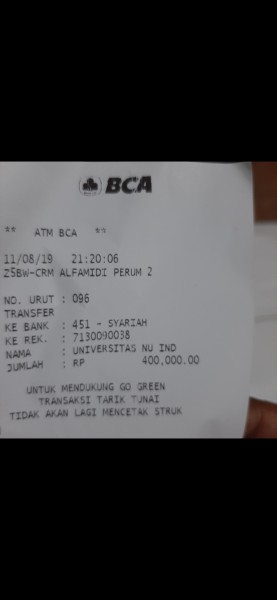 BCA
** ATM BCA **
11/08/19 21:20:06
Z5BW-CRM ALFAMIDI PERUM 2
NO. URUT : 096
TRANSFER
KE BANK : 451 - SYARIAH
KE REK. : 7130090038
NAMA : UNIVERSITAS NU IND
JUMLAH : RP 400,000.00
UNTUK MENDUKUNG GO GREEN
TRANSAKSI TARIK TUNAI
TIDAK AKAN LAGI MENCETAK STRUK